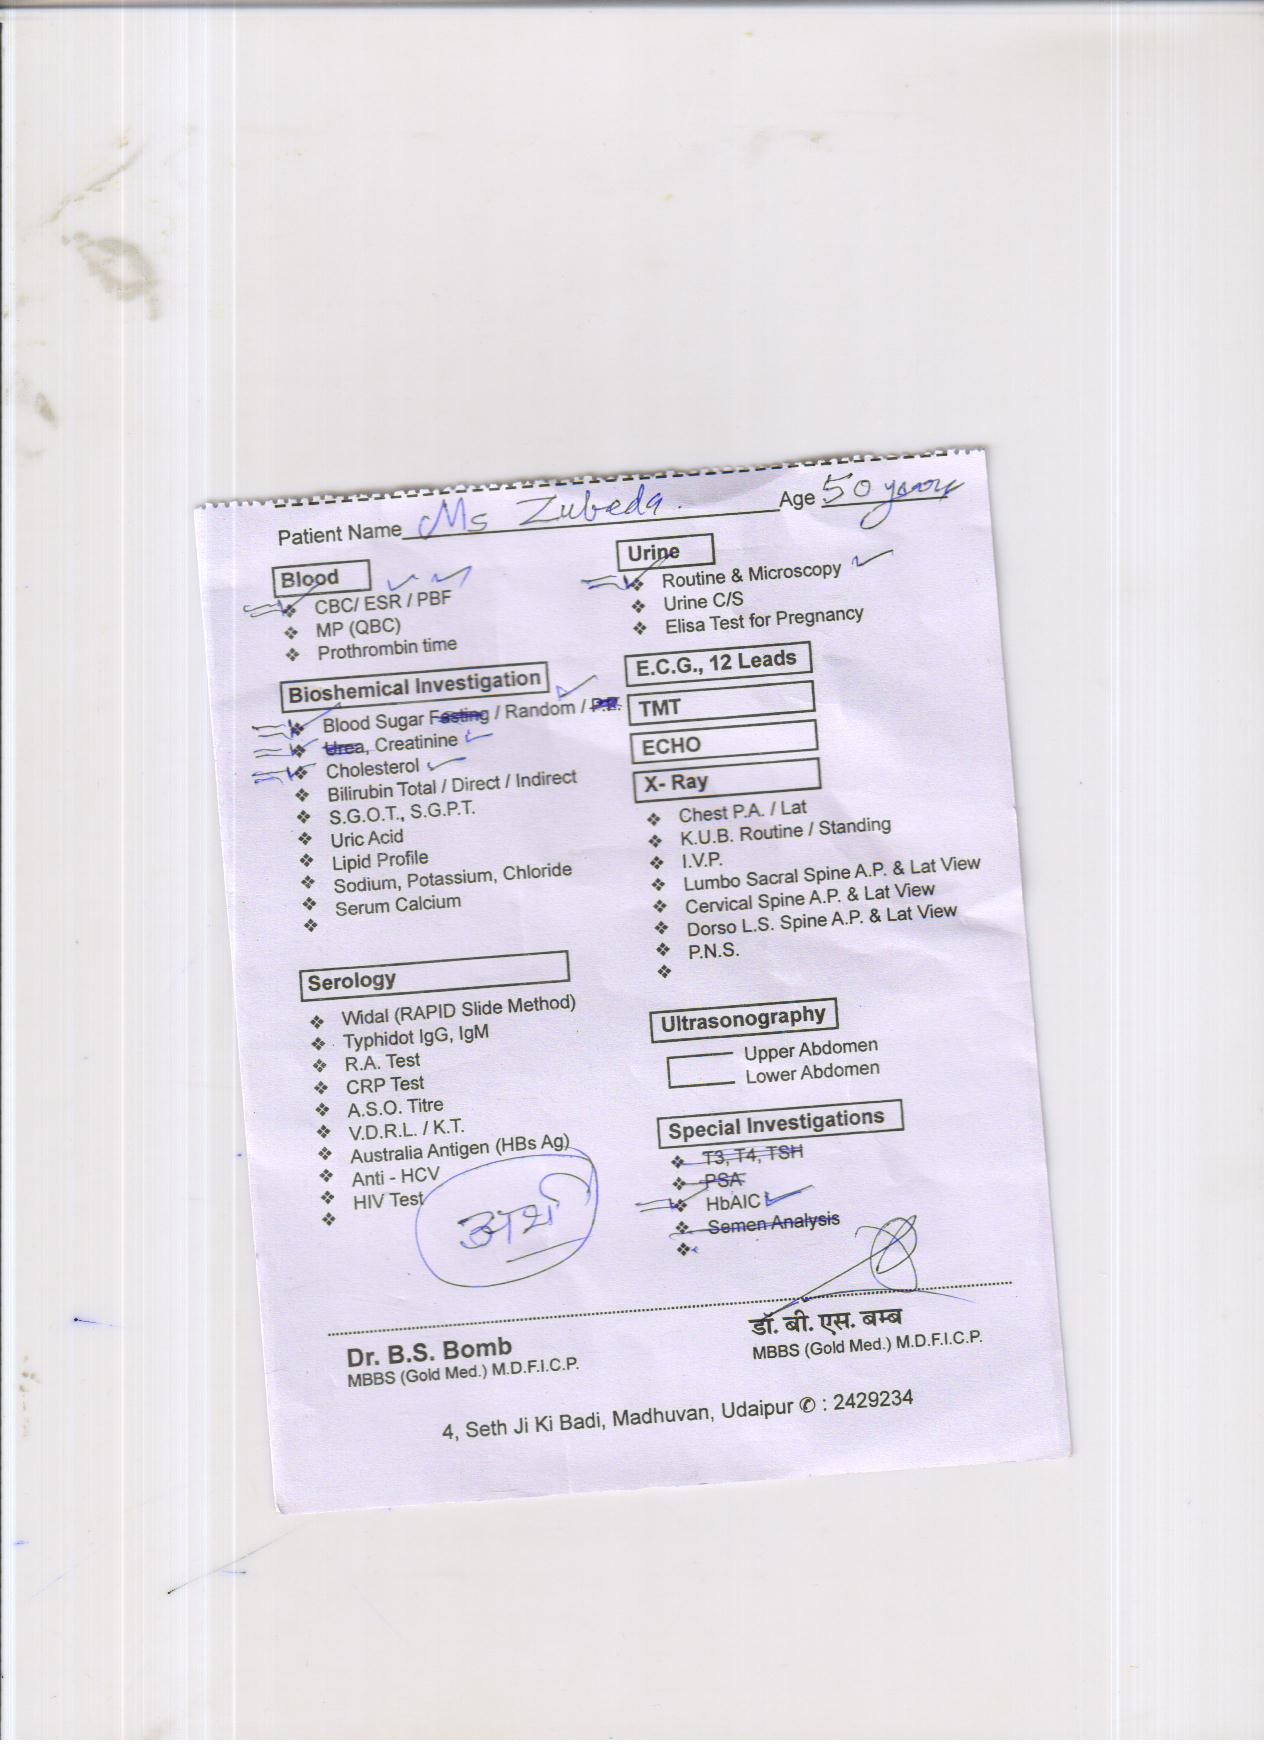 Patient Name Ms Zubeda. Age 50 years
Blood
CBC/ ESR / PBF
MP (QBC)
Prothrombin time
Bioshemical Investigation
Blood Sugar Fasting / Random / P.P.
Urea, Creatinine
Cholesterol
Bilirubin Total / Direct / Indirect
S.G.O.T., S.G.P.T.
Uric Acid
Lipid Profile
Sodium, Potassium, Chloride
Serum Calcium
Serology
Widal (RAPID Slide Method)
Typhidot IgG, IgM
R.A. Test
CRP Test
A.S.O. Titre
V.D.R.L. / K.T.
Australia Antigen (HBs Ag)
Anti - HCV
HIV Test
Urine
Routine & Microscopy
Urine C/S
Elisa Test for Pregnancy
E.C.G., 12 Leads
TMT
ECHO
X- Ray
Chest P.A. / Lat
K.U.B. Routine / Standing
I.V.P.
Lumbo Sacral Spine A.P. & Lat View
Cervical Spine A.P. & Lat View
Dorso L.S. Spine A.P. & Lat View
P.N.S.
Ultrasonography
Upper Abdomen
Lower Abdomen
Special Investigations
T3, T4, TSH
PSA
HbAIC
Semen Analysis
Dr. B.S. Bomb
MBBS (Gold Med.) M.D.F.I.C.P.
डॉ. बी. एस. बम्ब
MBBS (Gold Med.) M.D.F.I.C.P.
4, Seth Ji Ki Badi, Madhuvan, Udaipur ✆ : 2429234